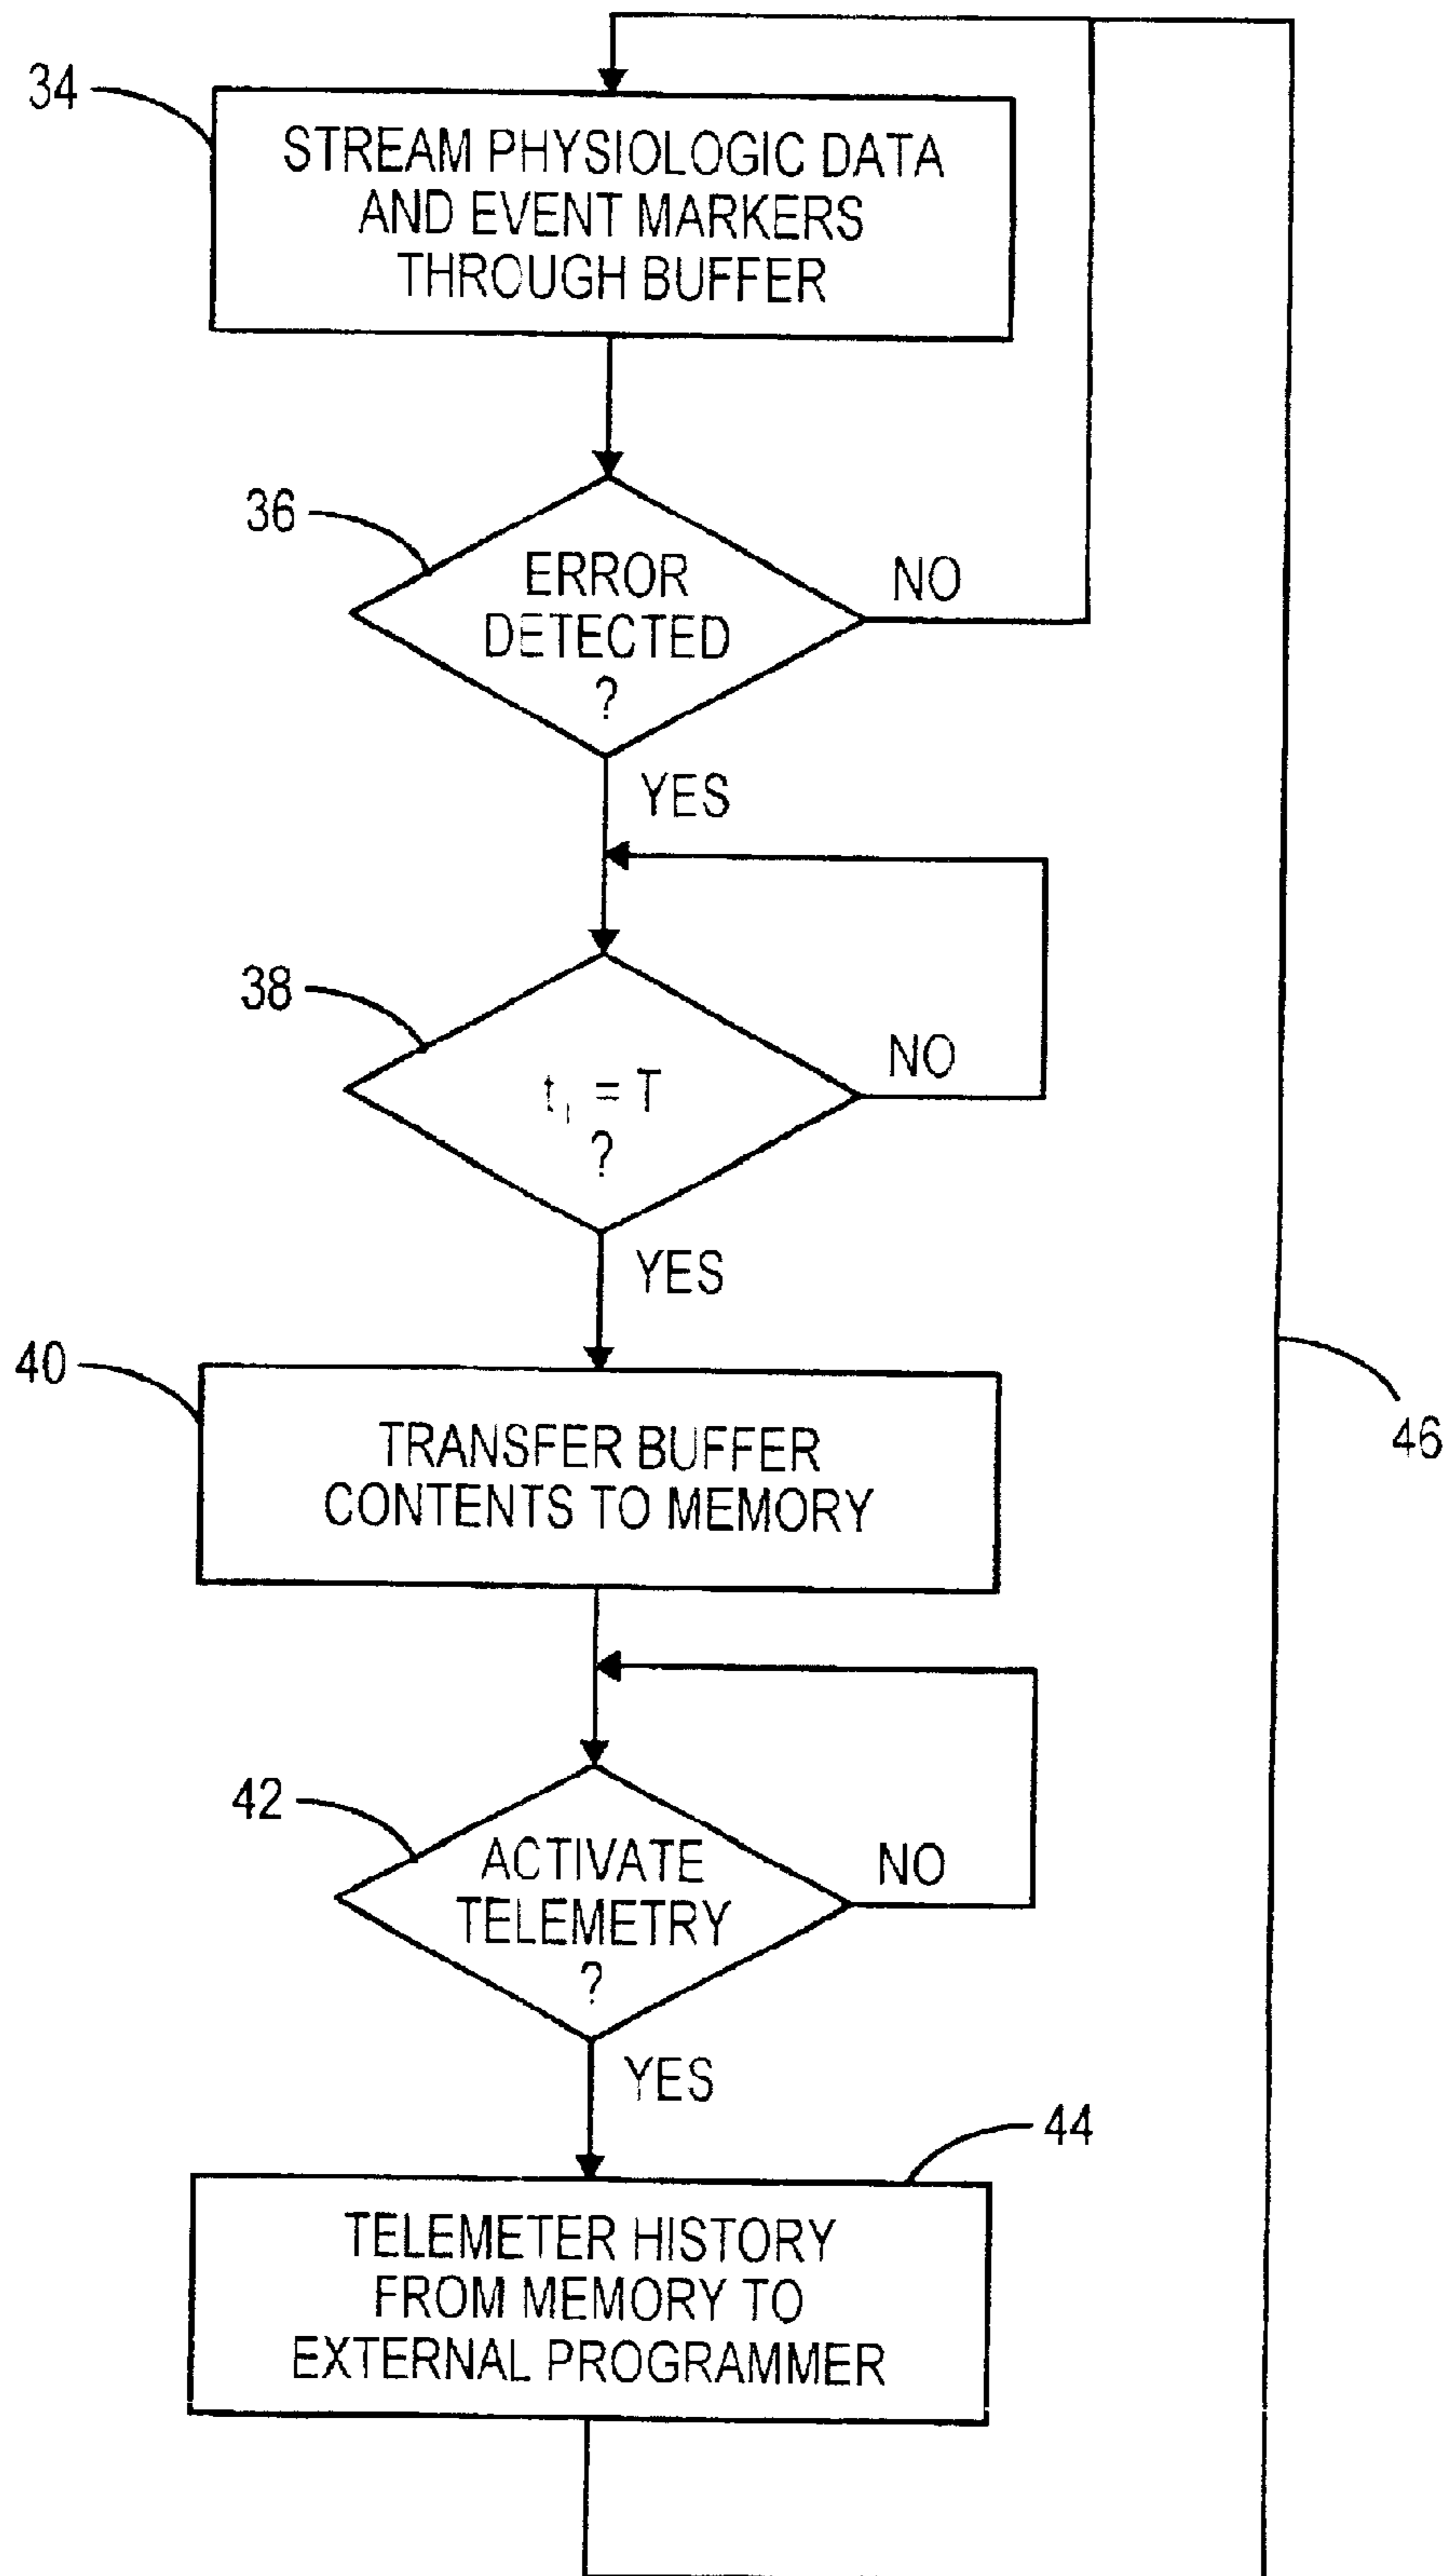 34
STREAM PHYSIOLOGIC DATA
AND EVENT MARKERS
THROUGH BUFFER
36
ERROR
DETECTED
?
NO
YES
38
t₁ = T
?
NO
YES
40
TRANSFER BUFFER
CONTENTS TO MEMORY
46
42
ACTIVATE
TELEMETRY
?
NO
YES
44
TELEMETER HISTORY
FROM MEMORY TO
EXTERNAL PROGRAMMER